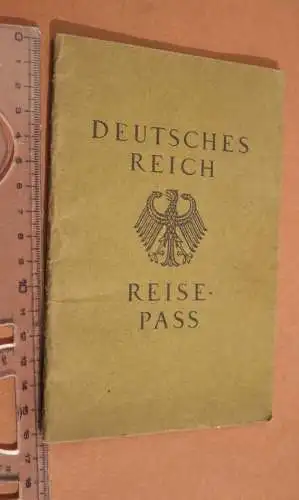 DEUTSCHES
REICH
REISE-
PASS